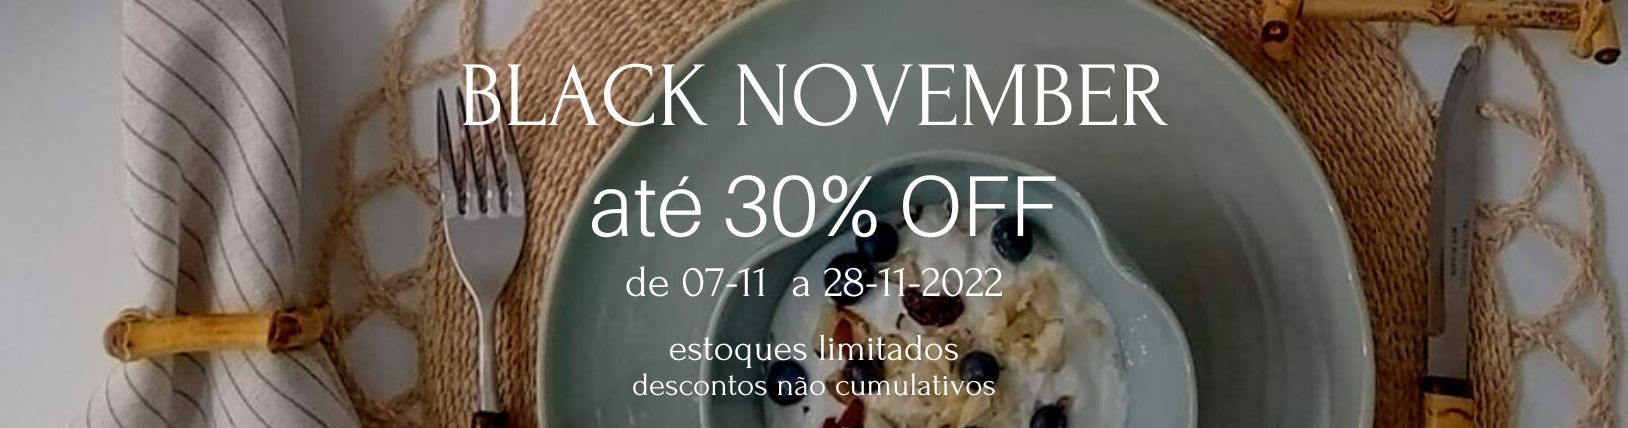 BLACK NOVEMBER
até 30% OFF
de 07-11 a 28-11-2022
estoques limitados
descontos não cumulativos